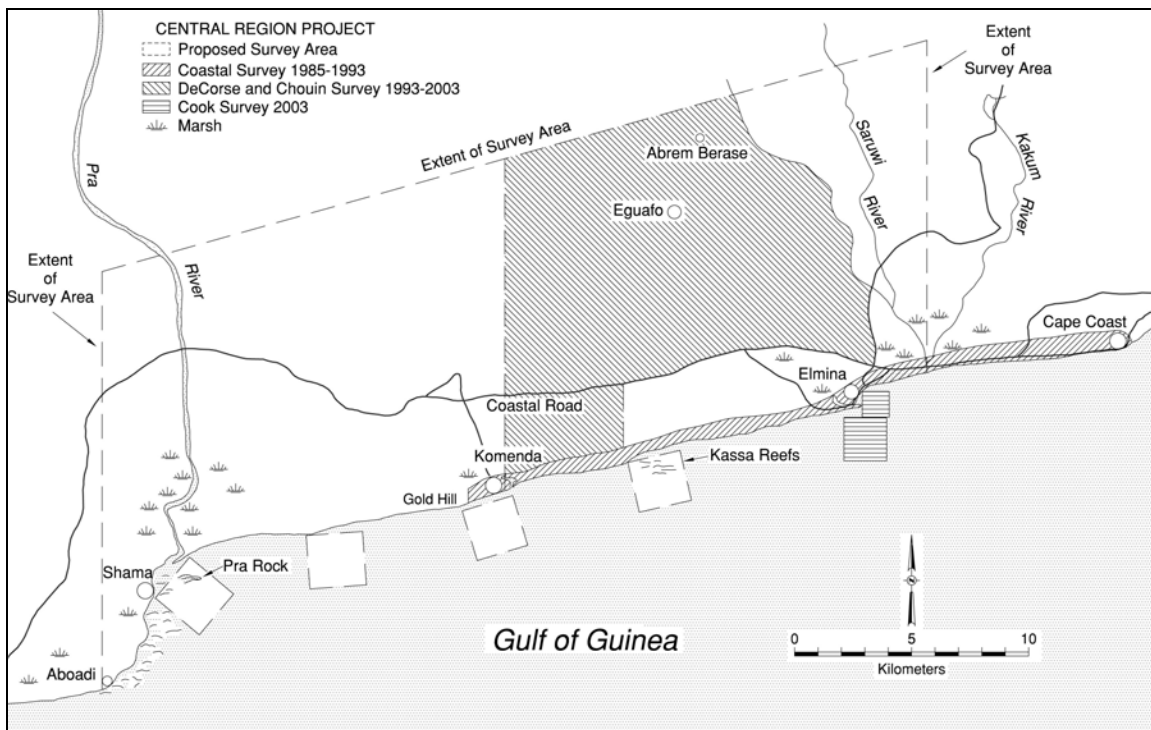 CENTRAL REGION PROJECT
Proposed Survey Area
Coastal Survey 1985-1993
DeCorse and Chouin Survey 1993-2003
Cook Survey 2003
Marsh
Extent
of
Survey Area
Extent of Survey Area
Abrem Berase
Eguafo
Saruwi
River
Kakum
River
Pra
River
Extent
of
Survey Area
Cape Coast
Elmina
Coastal Road
Komenda
Kassa Reefs
Gold Hill
Pra Rock
Shama
Aboadi
Gulf of Guinea
N
0 5 10
Kilometers